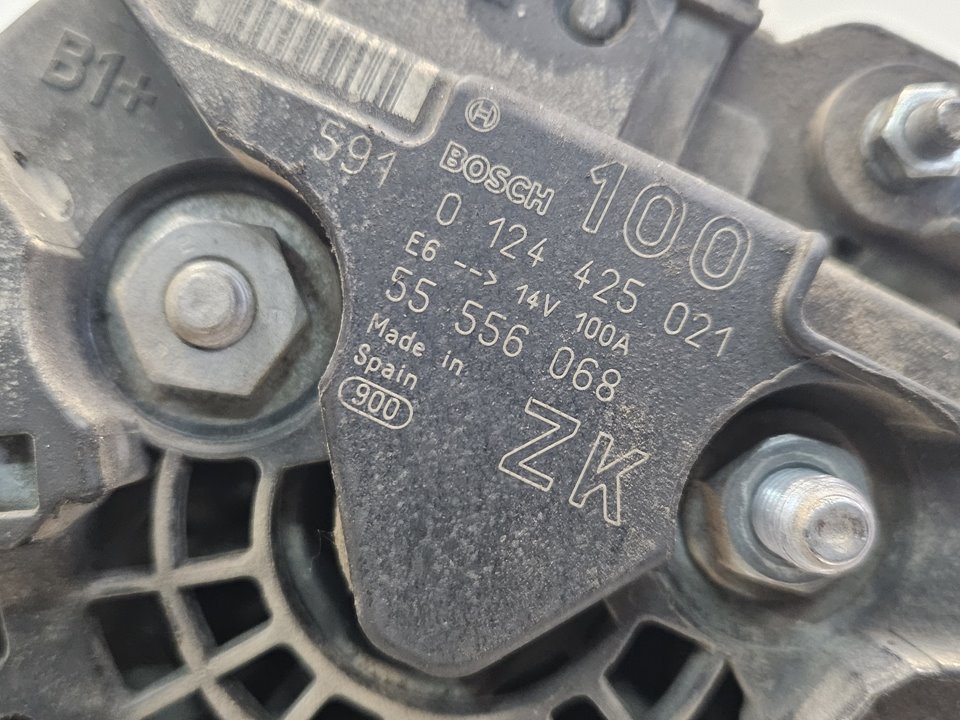 B1+
591
BOSCH 100
0 124 425 021
E6 --> 14V 100A
55 556 068
Made in
Spain
900
ZK